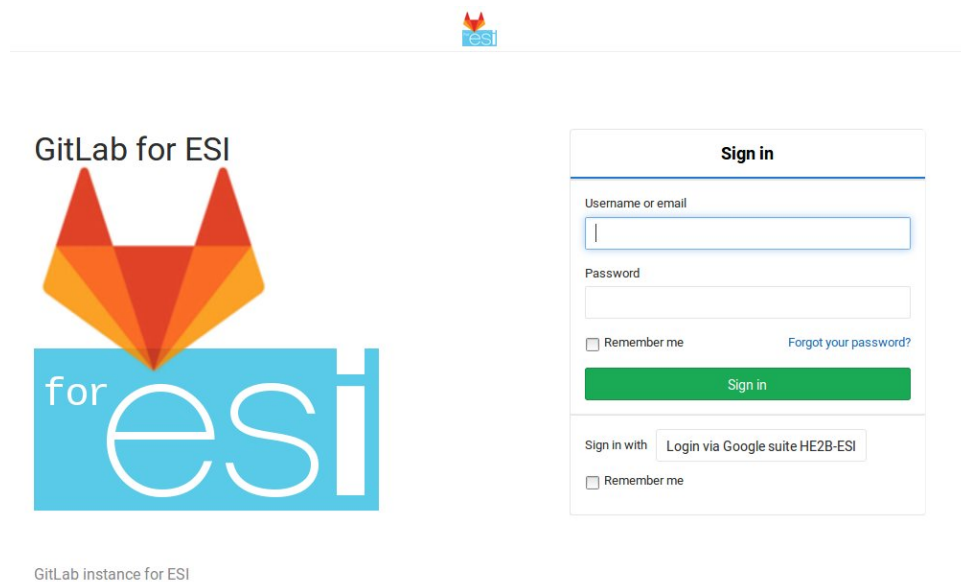 for esi
GitLab for ESI
for
esi
GitLab instance for ESI
Sign in
Username or email
Password
Remember me
Forgot your password?
Sign in
Sign in with
Login via Google suite HE2B-ESI
Remember me